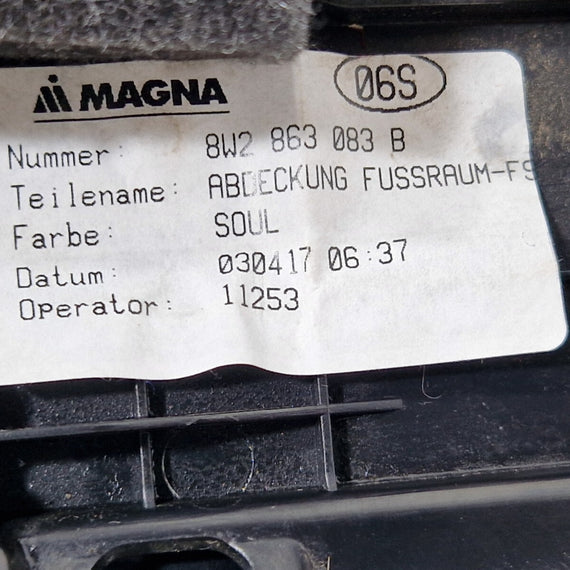 MAGNA 06S
Nummer: 8W2 863 083 B
Teilename: ABDECKUNG FUSSRAUM-FS
Farbe: SOUL
Datum: 030417 06:37
Operator: 11253